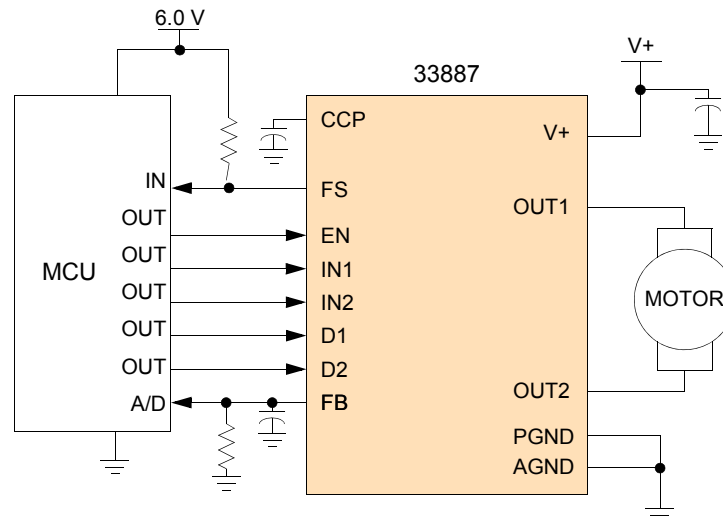 6.0 V
V+
33887
CCP
V+
IN
FS
OUT1
OUT
EN
OUT
IN1
MCU
OUT
IN2
MOTOR
OUT
D1
OUT
D2
OUT2
A/D
FB
PGND
AGND